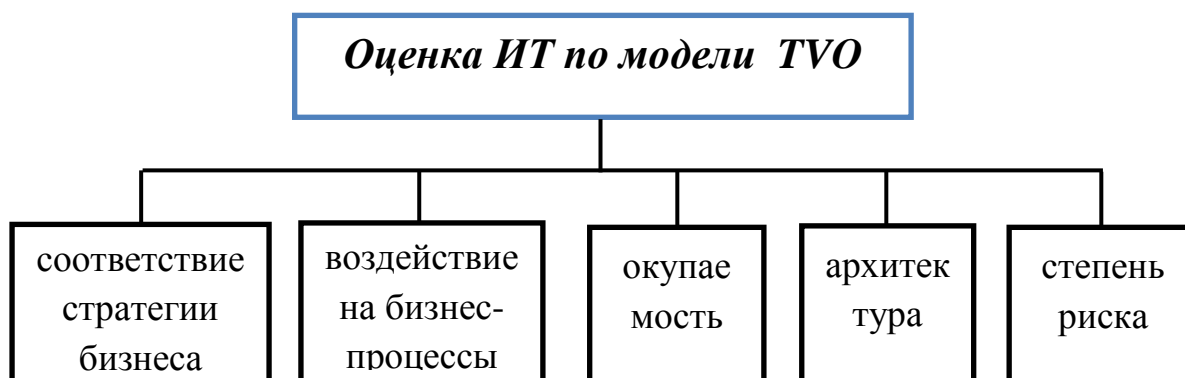 Оценка ИТ по модели TVO
соответствие
стратегии
бизнеса
воздействие
на бизнес-
процессы
окупае
мость
архитек
тура
степень
риска